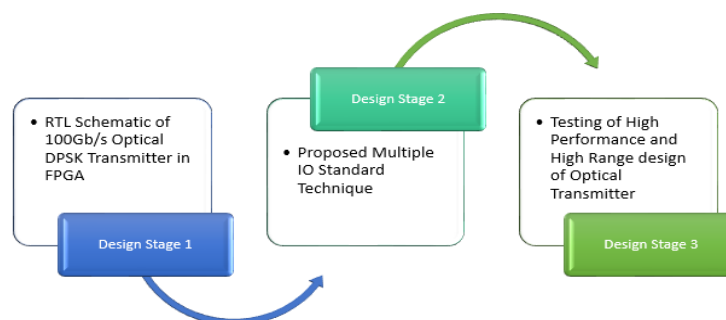 • RTL Schematic of
100Gb/s Optical
DPSK Transmitter in
FPGA
Design Stage 1
Design Stage 2
• Proposed Multiple
IO Standard
Technique
• Testing of High
Performance and
High Range design
of Optical
Transmitter
Design Stage 3